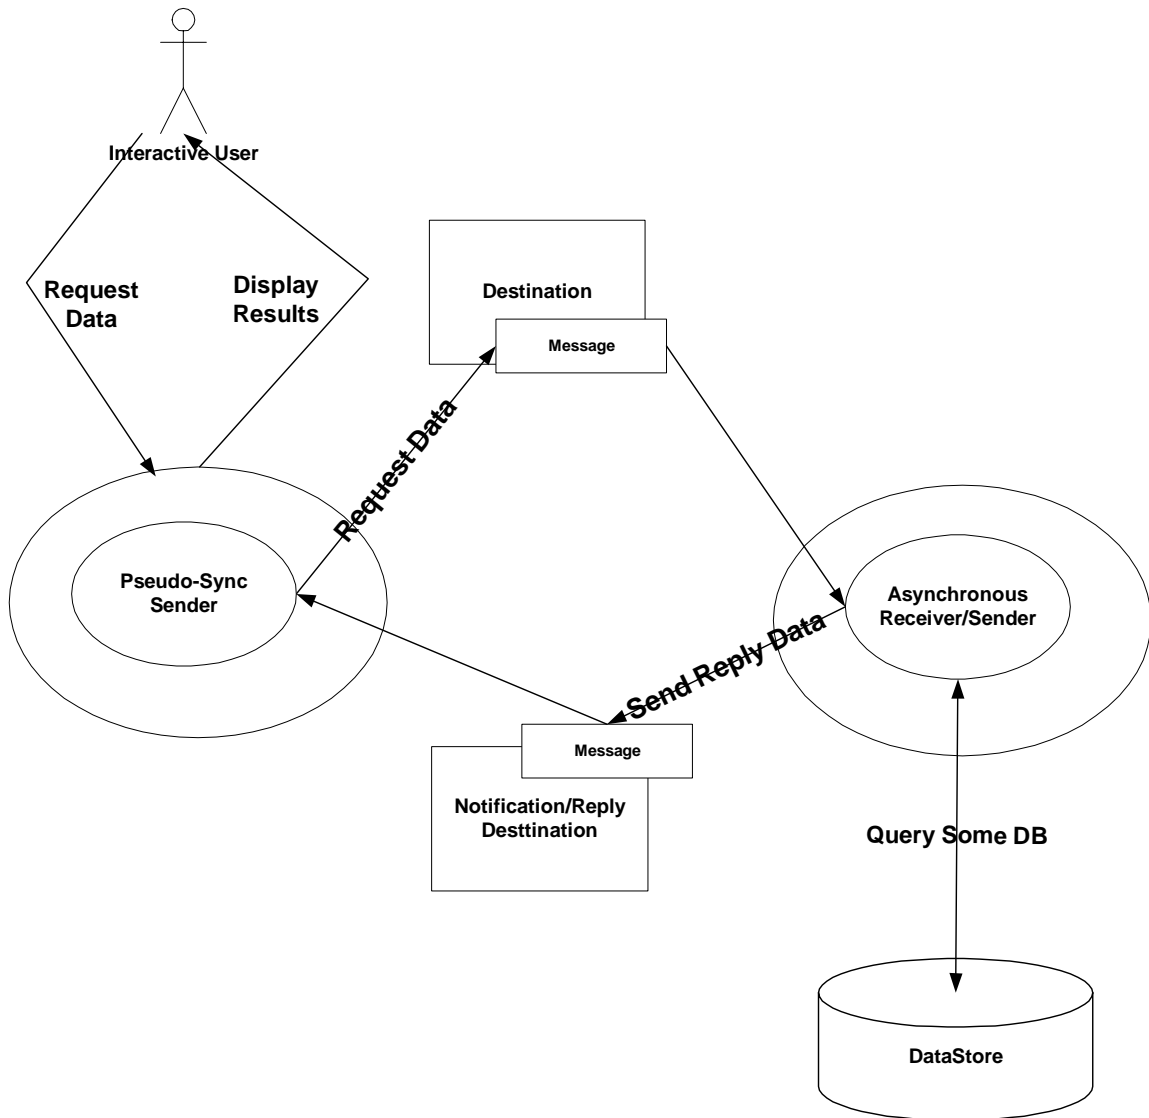 Interactive User
Request
Data
Display
Results
Destination
Message
Request Data
Pseudo-Sync
Sender
Asynchronous
Receiver/Sender
Send Reply Data
Message
Notification/Reply
Desttination
Query Some DB
DataStore